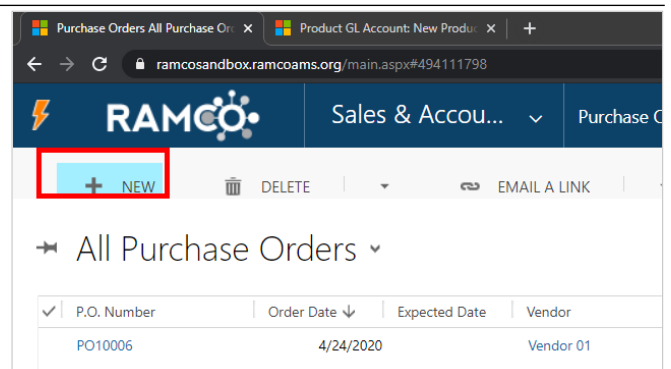 Purchase Orders All Purchase Orc × Product GL Account: New Produc × +
ramcosandbox.ramcoams.org/main.aspx#494111798
RAMCO Sales & Accou... Purchase
+ NEW DELETE EMAIL A LINK
All Purchase Orders
P.O. Number Order Date ↓ Expected Date Vendor
PO10006 4/24/2020 Vendor 01